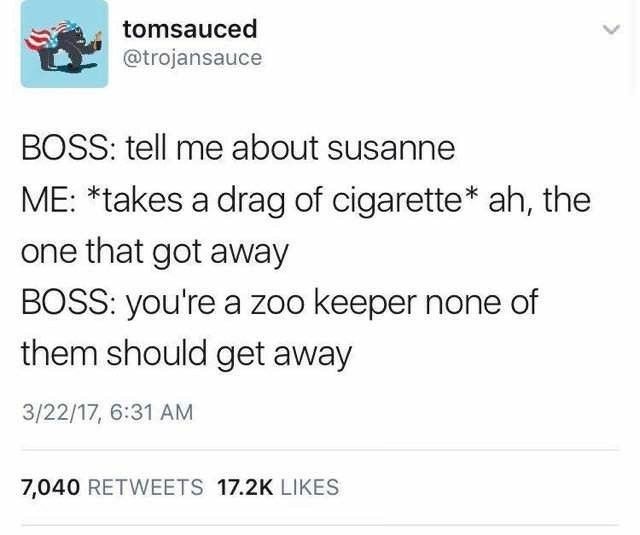 tomsauced
@trojansauce
BOSS: tell me about susanne
ME: *takes a drag of cigarette* ah, the
one that got away
BOSS: you're a zoo keeper none of
them should get away
3/22/17, 6:31 AM
7,040 RETWEETS 17.2K LIKES